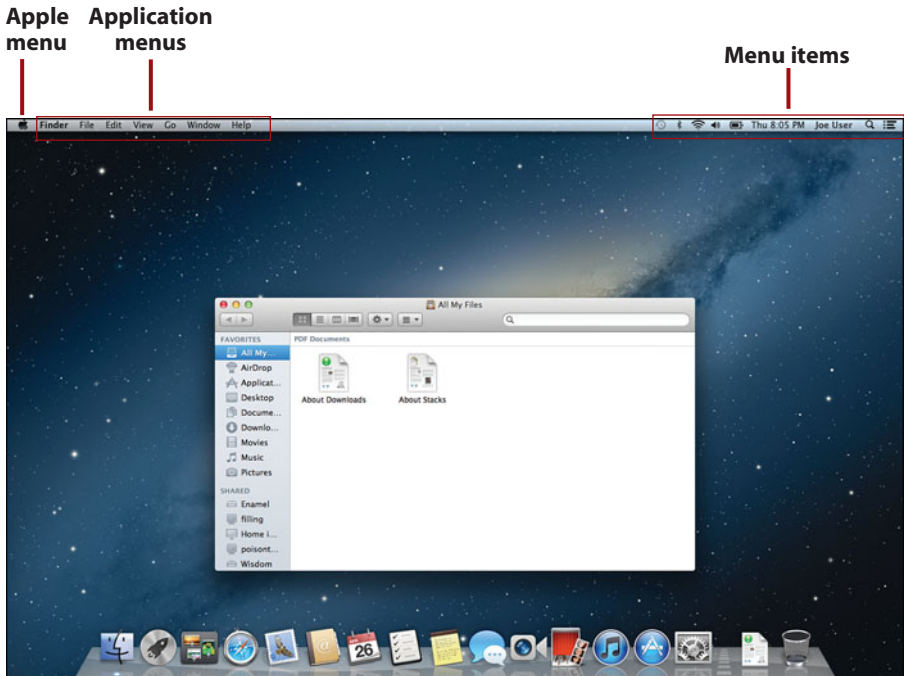 Apple menu
Application menus
Menu items
Finder File Edit View Go Window Help
Thu 8:05 PM Joe User
All My Files
FAVORITES
All My...
AirDrop
Applicat...
Desktop
Docume...
Downlo...
Movies
Music
Pictures
SHARED
Enamel
filling
Home i...
poisont...
Wisdom
PDF Documents
About Downloads
About Stacks
26